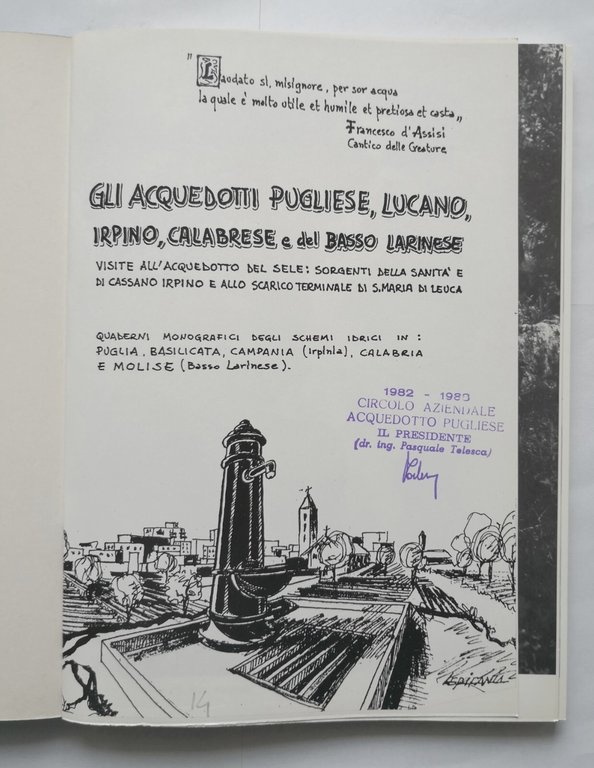 "Laodato si, misignore, per sor acqua
la quale è molto utile et humile et pretiosa et casta„
Francesco d'Assisi
Cantico delle Creature
GLI ACQUEDOTTI PUGLIESE, LUCANO,
IRPINO, CALABRESE e del BASSO LARINESE
VISITE ALL'ACQUEDOTTO DEL SELE: SORGENTI DELLA SANITA' E
DI CASSANO IRPINO E ALLO SCARICO TERMINALE DI S. MARIA DI LEUCA
QUADERNI MONOGRAFICI DEGLI SCHEMI IDRICI IN:
PUGLIA, BASILICATA, CAMPANIA (Irpinia), CALABRIA
E MOLISE (Basso Larinese).
1982 - 1983
CIRCOLO AZIENDALE
ACQUEDOTTO PUGLIESE
IL PRESIDENTE
(dr. ing. Pasquale Telesca)
14